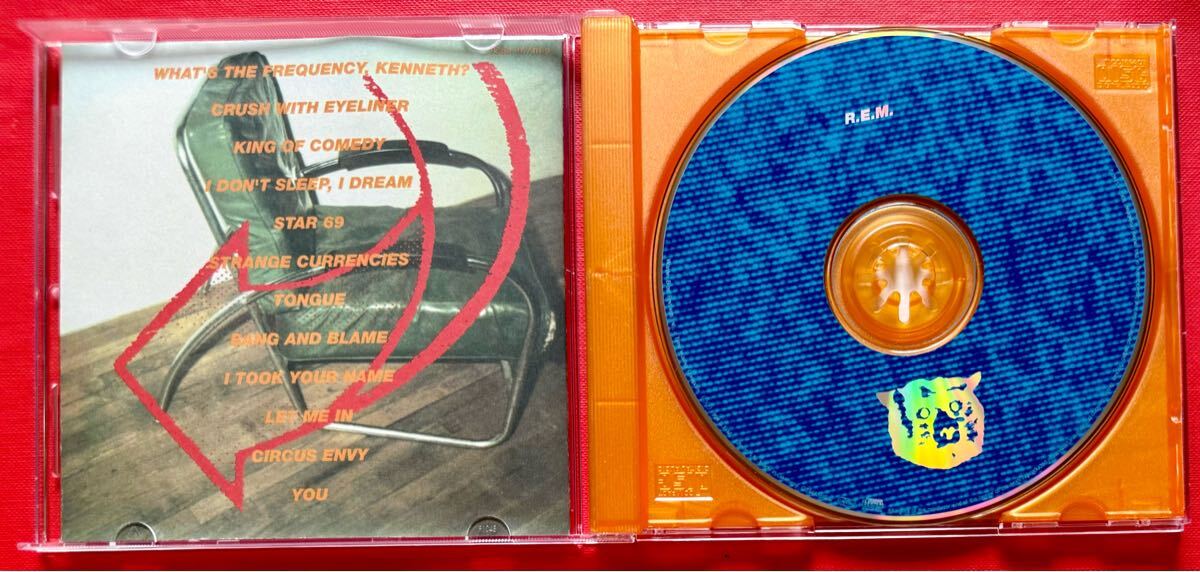 WHAT'S THE FREQUENCY, KENNETH?
CRUSH WITH EYELINER
KING OF COMEDY
I DON'T SLEEP, I DREAM
STAR 69
STRANGE CURRENCIES
TONGUE
BANG AND BLAME
I TOOK YOUR NAME
LET ME IN
CIRCUS ENVY
YOU
R.E.M.